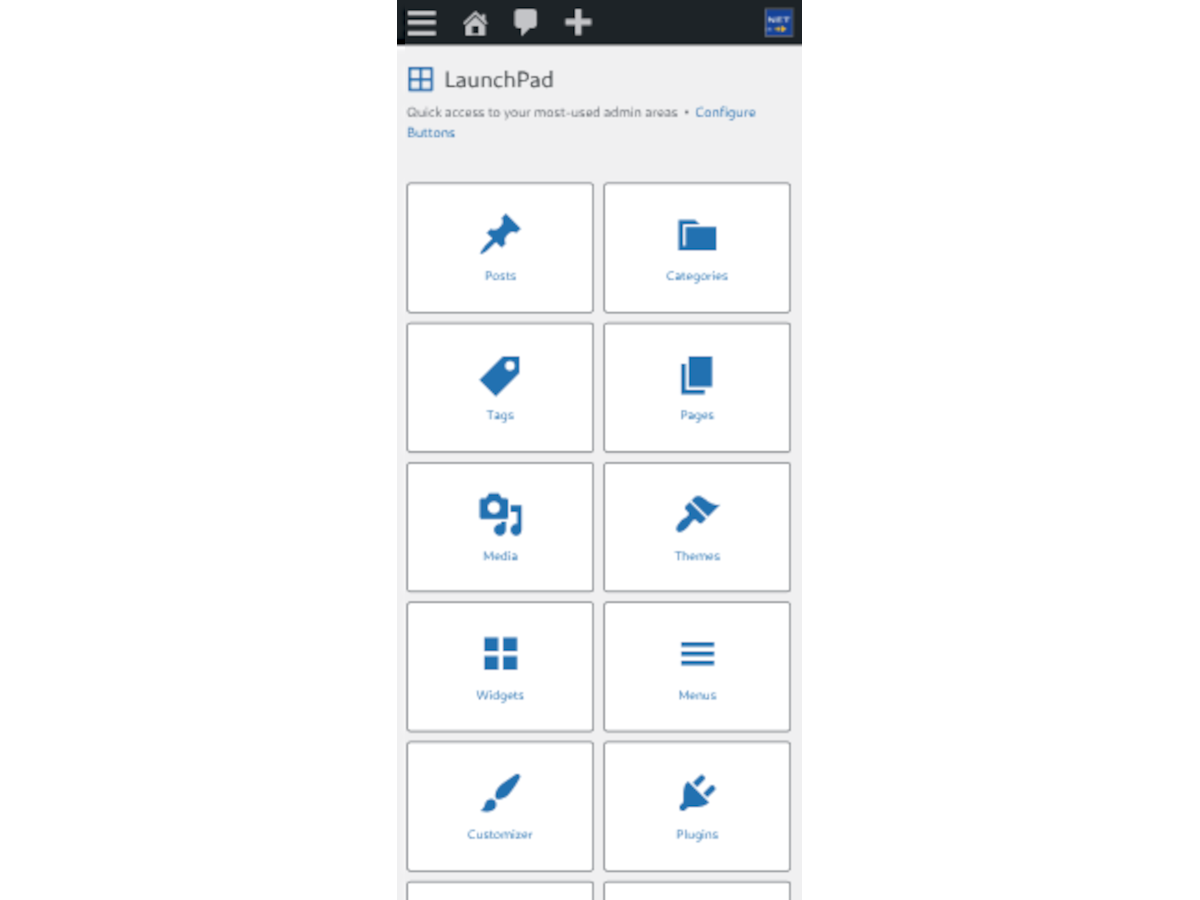 NET
LaunchPad
Quick access to your most-used admin areas • Configure
Buttons
Posts
Categories
Tags
Pages
Media
Themes
Widgets
Menus
Customizer
Plugins